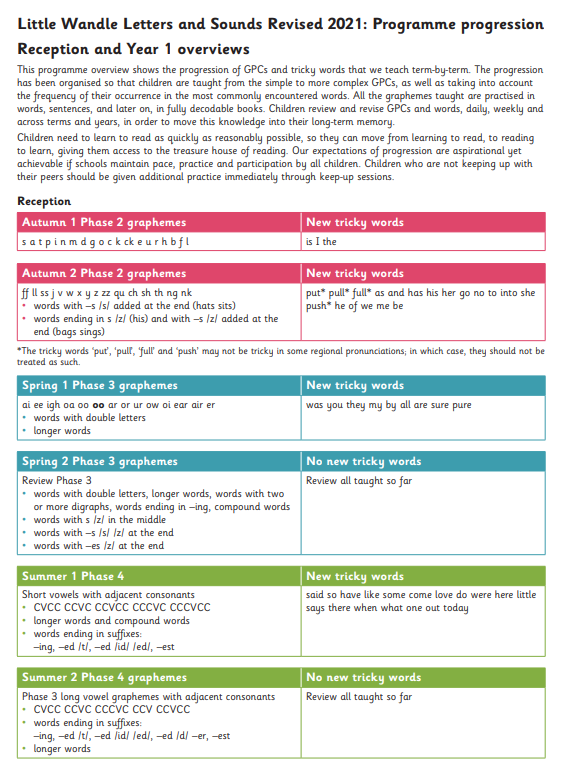 Little Wandle Letters and Sounds Revised 2021: Programme progression
Reception and Year 1 overviews
This programme overview shows the progression of GPCs and tricky words that we teach term-by-term. The progression
has been organised so that children are taught from the simple to more complex GPCs, as well as taking into account
the frequency of their occurrence in the most commonly encountered words. All the graphemes taught are practised in
words, sentences, and later on, in fully decodable books. Children review and revise GPCs and words, daily, weekly and
across terms and years, in order to move this knowledge into their long-term memory.
Children need to learn to read as quickly as reasonably possible, so they can move from learning to read, to reading
to learn, giving them access to the treasure house of reading. Our expectations of progression are aspirational yet
achievable if schools maintain pace, practice and participation by all children. Children who are not keeping up with
their peers should be given additional practice immediately through keep-up sessions.
Reception
Autumn 1 Phase 2 graphemes
New tricky words
s a t p i n m d g o c k ck e u r h b f l
is I the
Autumn 2 Phase 2 graphemes
New tricky words
ff ll ss j v w x y z zz qu ch sh th ng nk
• words with –s /s/ added at the end (hats sits)
• words ending in s /z/ (his) and with –s /z/ added at the
end (bags sings)
put* pull* full* as and has his her go no to into she
push* he of we me be
*The tricky words ‘put’, ‘pull’, ‘full’ and ‘push’ may not be tricky in some regional pronunciations; in which case, they should not be
treated as such.
Spring 1 Phase 3 graphemes
New tricky words
ai ee igh oa oo oo ar or ur ow oi ear air er
• words with double letters
• longer words
was you they my by all are sure pure
Spring 2 Phase 3 graphemes
No new tricky words
Review Phase 3
• words with double letters, longer words, words with two
or more digraphs, words ending in –ing, compound words
• words with s /z/ in the middle
• words with –s /s/ /z/ at the end
• words with –es /z/ at the end
Review all taught so far
Summer 1 Phase 4
New tricky words
Short vowels with adjacent consonants
• CVCC CCVC CCVCC CCCVC CCCVCC
• longer words and compound words
• words ending in suffixes:
–ing, –ed /t/, –ed /id/ /ed/, –est
said so have like some come love do were here little
says there when what one out today
Summer 2 Phase 4 graphemes
No new tricky words
Phase 3 long vowel graphemes with adjacent consonants
• CVCC CCVC CCCVC CCV CCVCC
• words ending in suffixes:
–ing, –ed /t/, –ed /id/ /ed/, –ed /d/ –er, –est
• longer words
Review all taught so far